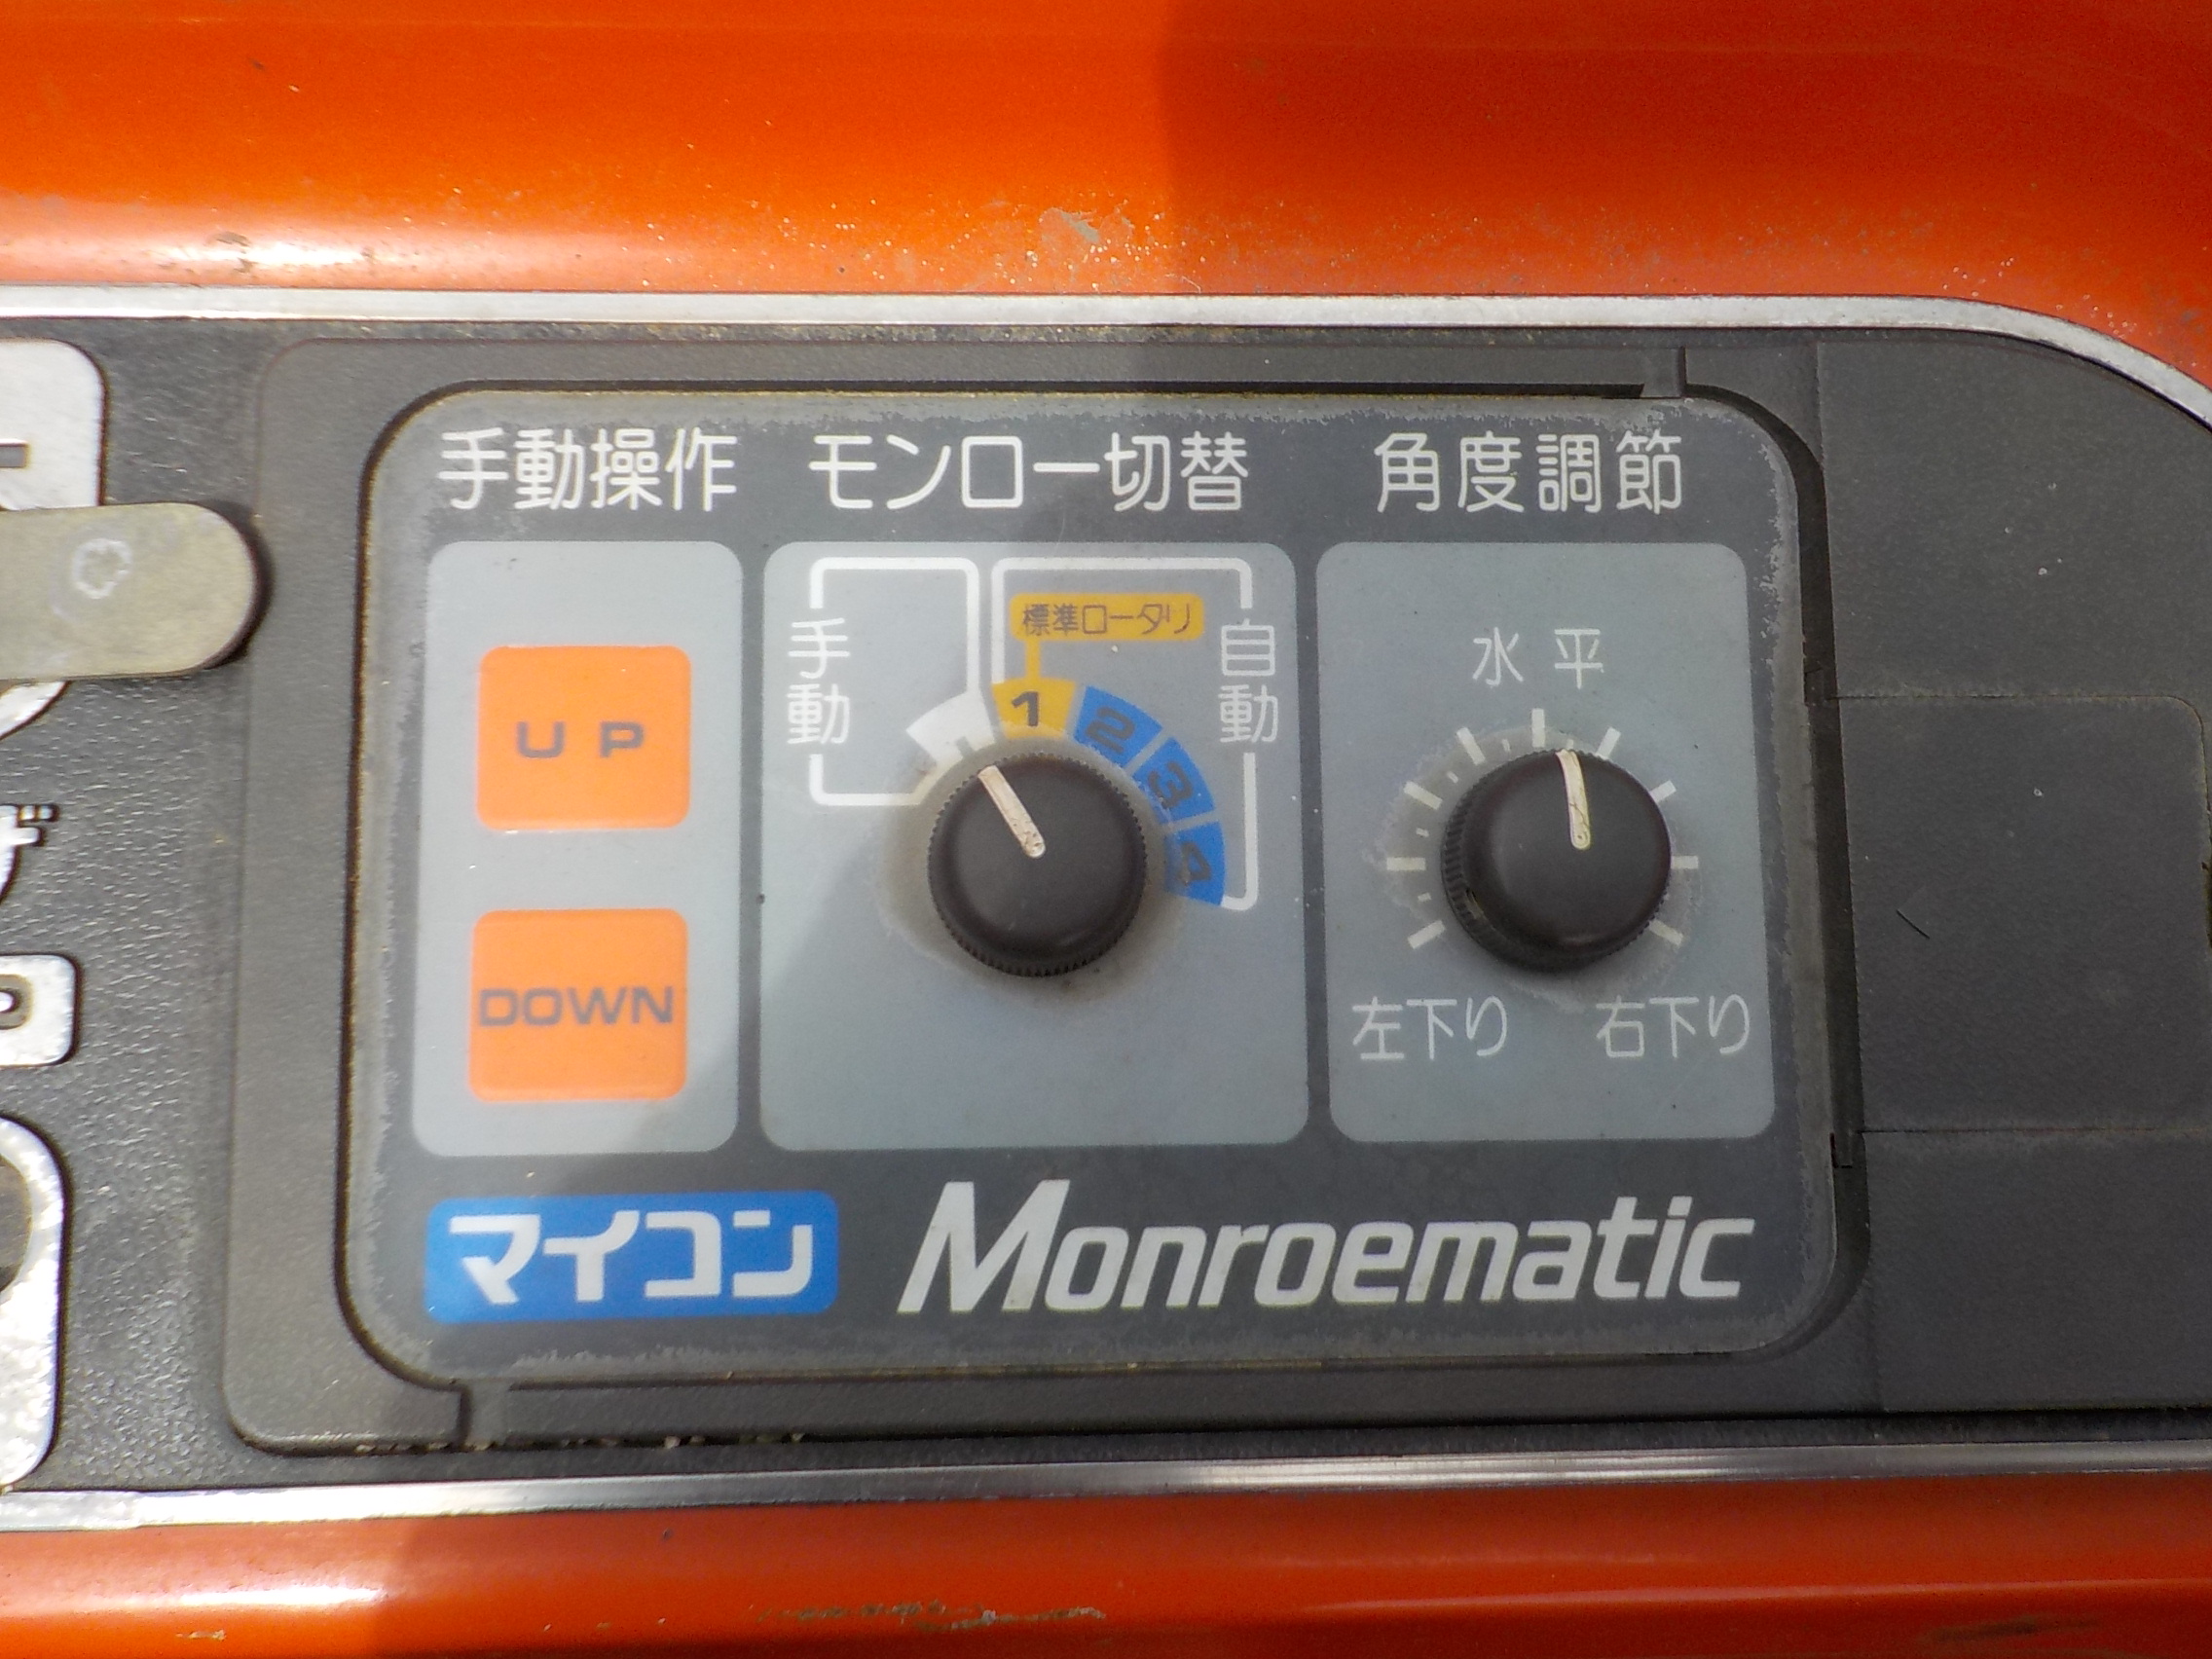 手動操作
モンロー切替
角度調節
UP
DOWN
手動
標準ロータリ
自動
1
2
3
4
水平
左下り
右下り
マイコン
Monroematic